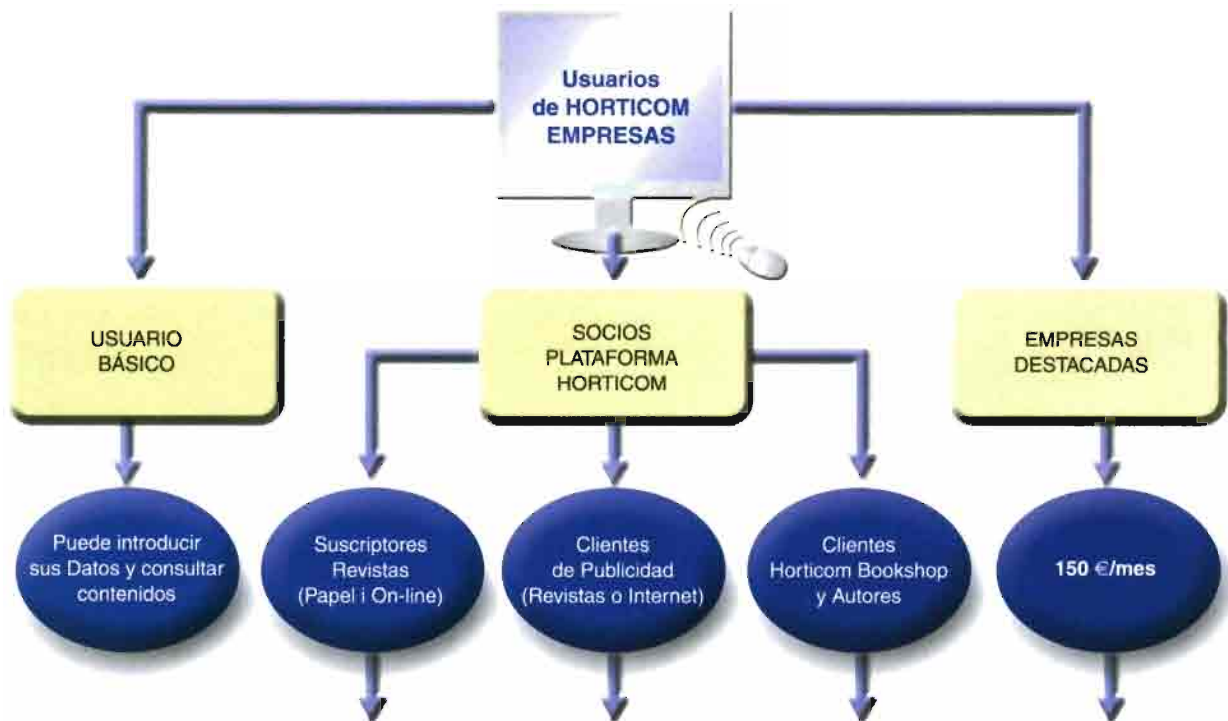 Usuarios
de HORTICOM
EMPRESAS
USUARIO
BÁSICO
SOCIOS
PLATAFORMA
HORTICOM
EMPRESAS
DESTACADAS
Puede introducir
sus Datos y consultar
contenidos
Suscriptores
Revistas
(Papel i On-line)
Clientes
de Publicidad
(Revistas o Internet)
Clientes
Horticom Bookshop
y Autores
150 €/mes